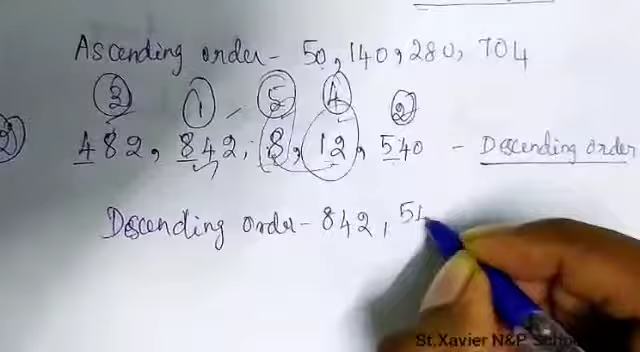 Ascending order- 50, 140, 280, 704
3 1 5 4 2
2) 482, 842, 8, 12, 540 - Descending order
Descending order- 842, 54
St.Xavier N&P School